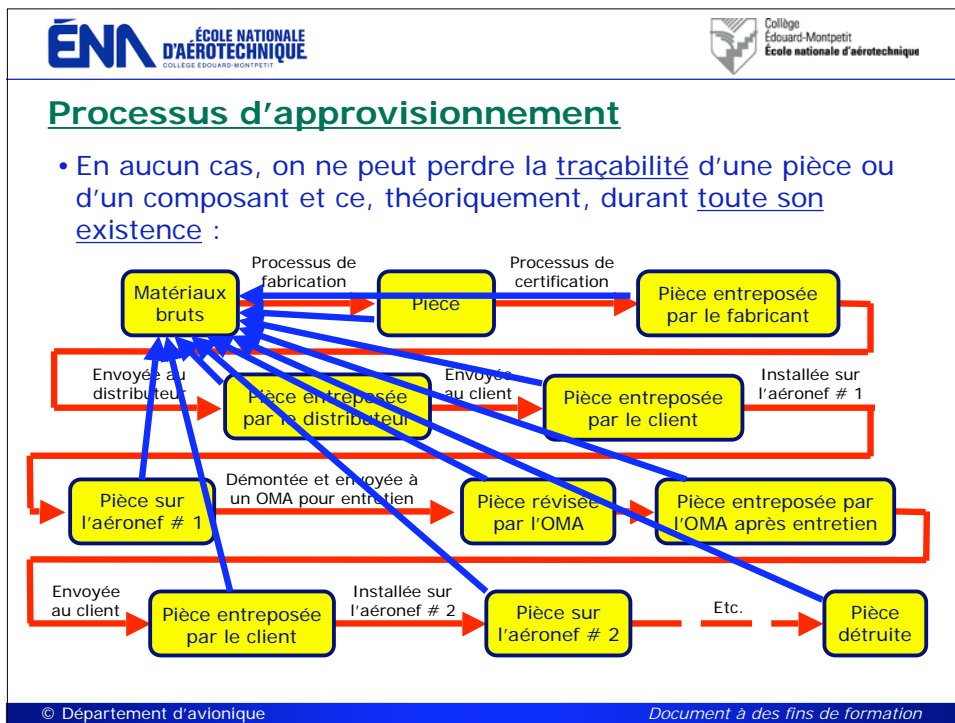 ÉNA ÉCOLE NATIONALE
D'AÉROTECHNIQUE
COLLÈGE ÉDOUARD-MONTPETIT
Collège
Édouard-Montpetit
École nationale d'aérotechnique
Processus d'approvisionnement
• En aucun cas, on ne peut perdre la traçabilité d'une pièce ou
d'un composant et ce, théoriquement, durant toute son
existence :
Matériaux
bruts
Processus de
fabrication
Pièce
Processus de
certification
Pièce entreposée
par le fabricant
Envoyée au
distributeur
Pièce entreposée
par le distributeur
Envoyée
au client
Pièce entreposée
par le client
Installée sur
l'aéronef # 1
Pièce sur
l'aéronef # 1
Démontée et envoyée à
un OMA pour entretien
Pièce révisée
par l'OMA
Pièce entreposée par
l'OMA après entretien
Envoyée
au client
Pièce entreposée
par le client
Installée sur
l'aéronef # 2
Pièce sur
l'aéronef # 2
Etc.
Pièce
détruite
© Département d'avionique
Document à des fins de formation